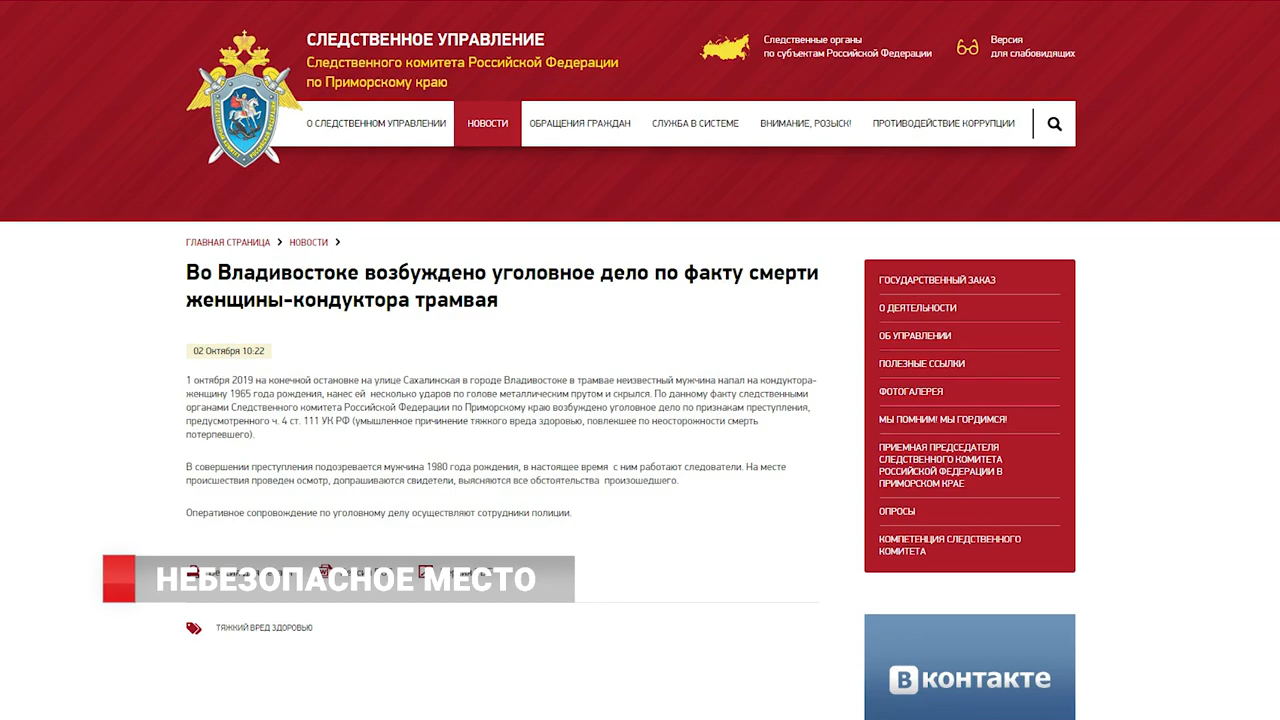 СЛЕДСТВЕННОЕ УПРАВЛЕНИЕ
Следственного комитета Российской Федерации
по Приморскому краю
Следственные органы
по субъектам Российской Федерации
Версия
для слабовидящих
О СЛЕДСТВЕННОМ УПРАВЛЕНИИ
НОВОСТИ
ОБРАЩЕНИЯ ГРАЖДАН
СЛУЖБА В СИСТЕМЕ
ВНИМАНИЕ, РОЗЫСК!
ПРОТИВОДЕЙСТВИЕ КОРРУПЦИИ
ГЛАВНАЯ СТРАНИЦА
НОВОСТИ
Во Владивостоке возбуждено уголовное дело по факту смерти
женщины-кондуктора трамвая
02 Октября 10:22
1 октября 2019 на конечной остановке на улице Сахалинская в городе Владивостоке в трамвае неизвестный мужчина напал на кондуктора-
женщину 1965 года рождения, нанес ей несколько ударов по голове металлическим прутом и скрылся. По данному факту следственными
органами Следственного комитета Российской Федерации по Приморскому краю возбуждено уголовное дело по признакам преступления,
предусмотренного ч. 4 ст. 111 УК РФ (умышленное причинение тяжкого вреда здоровью, повлекшее по неосторожности смерть
потерпевшего).
В совершении преступления подозревается мужчина 1980 года рождения, в настоящее время с ним работают следователи. На месте
происшествия проведен осмотр, допрашиваются свидетели, выясняются все обстоятельства произошедшего.
Оперативное сопровождение по уголовному делу осуществляют сотрудники полиции.
НЕБЕЗОПАСНОЕ МЕСТО
ТЯЖКИЙ ВРЕД ЗДОРОВЬЮ
ГОСУДАРСТВЕННЫЙ ЗАКАЗ
О ДЕЯТЕЛЬНОСТИ
ОБ УПРАВЛЕНИИ
ПОЛЕЗНЫЕ ССЫЛКИ
ФОТОГАЛЕРЕЯ
МЫ ПОМНИМ! МЫ ГОРДИМСЯ!
ПРИЕМНАЯ ПРЕДСЕДАТЕЛЯ
СЛЕДСТВЕННОГО КОМИТЕТА
РОССИЙСКОЙ ФЕДЕРАЦИИ В
ПРИМОРСКОМ КРАЕ
ОПРОСЫ
КОМПЕТЕНЦИЯ СЛЕДСТВЕННОГО
КОМИТЕТА
В контакте